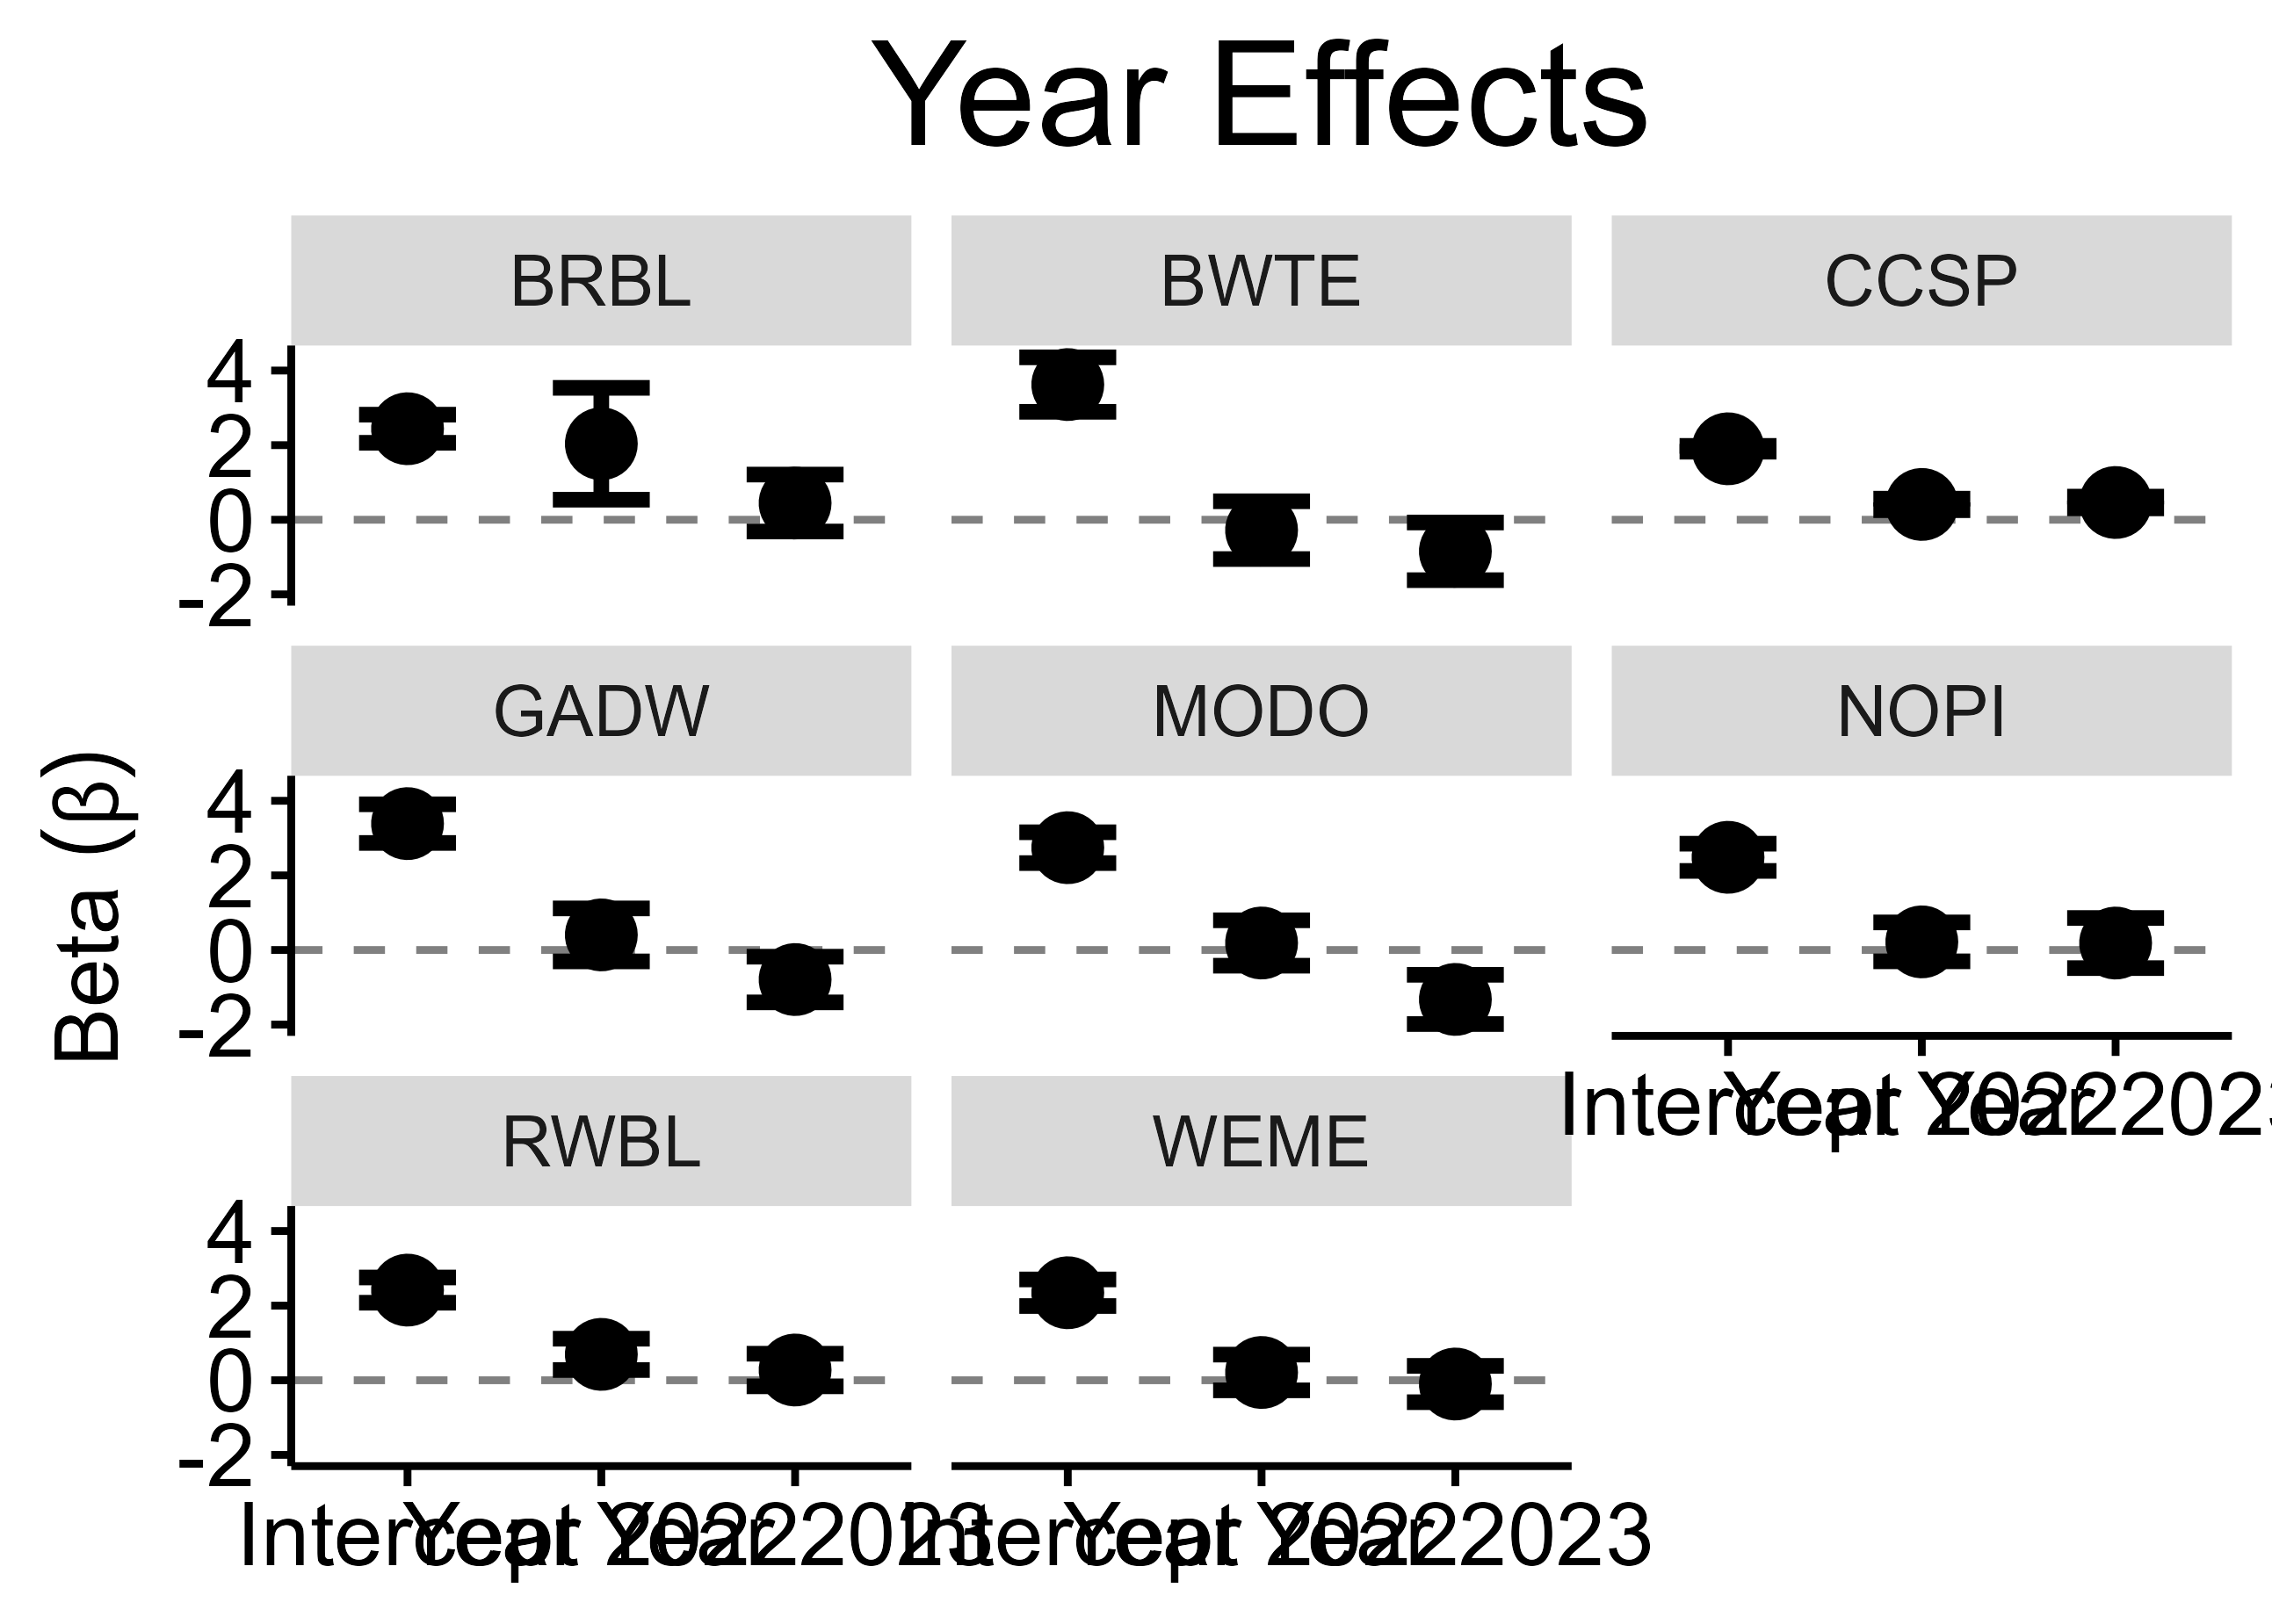 Year Effects
BRBL BWTE CCSP
4
2
0
-2
GADW MODO NOPI
Beta (β)
4
2
0
-2
Intercept Year 2022 Year 2023
RWBL WEME
4
2
0
-2
Intercept Year 2022 Year 2023 Intercept Year 2022 Year 2023